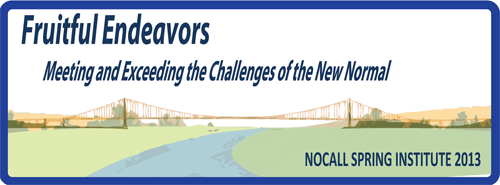 Fruitful Endeavors
Meeting and Exceeding the Challenges of the New Normal
NOCALL SPRING INSTITUTE 2013